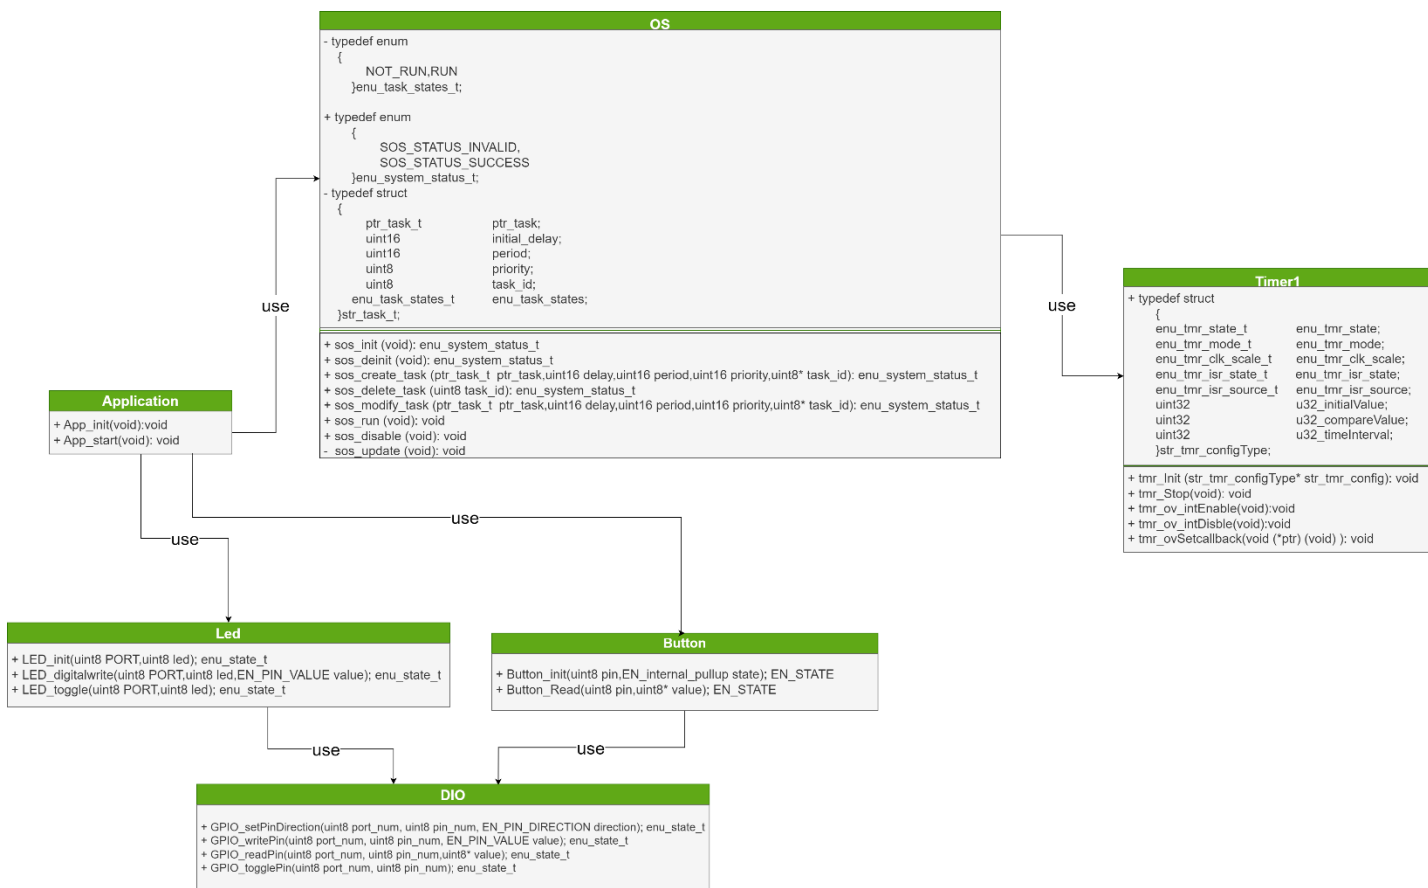 OS
- typedef enum
{
NOT_RUN,RUN
}enu_task_states_t;
+ typedef enum
{
SOS_STATUS_INVALID,
SOS_STATUS_SUCCESS
}enu_system_status_t;
- typedef struct
{
ptr_task_t ptr_task;
uint16 initial_delay;
uint16 period;
uint8 priority;
uint8 task_id;
enu_task_states_t enu_task_states;
}str_task_t;
+ sos_init (void): enu_system_status_t
+ sos_deinit (void): enu_system_status_t
+ sos_create_task (ptr_task_t ptr_task,uint16 delay,uint16 period,uint16 priority,uint8* task_id): enu_system_status_t
+ sos_delete_task (uint8 task_id): enu_system_status_t
+ sos_modify_task (ptr_task_t ptr_task,uint16 delay,uint16 period,uint16 priority,uint8* task_id): enu_system_status_t
+ sos_run (void): void
+ sos_disable (void): void
- sos_update (void): void
use
use
Timer1
+ typedef struct
{
enu_tmr_state_t enu_tmr_state;
enu_tmr_mode_t enu_tmr_mode;
enu_tmr_clk_scale_t enu_tmr_clk_scale;
enu_tmr_isr_state_t enu_tmr_isr_state;
enu_tmr_isr_source_t enu_tmr_isr_source;
uint32 u32_initialValue;
uint32 u32_compareValue;
uint32 u32_timeInterval;
}str_tmr_configType;
+ tmr_Init (str_tmr_configType* str_tmr_config): void
+ tmr_Stop(void): void
+ tmr_ov_intEnable(void):void
+ tmr_ov_intDisble(void):void
+ tmr_ovSetcallback(void (*ptr) (void) ): void
Application
+ App_init(void):void
+ App_start(void): void
use
use
Led
+ LED_init(uint8 PORT,uint8 led); enu_state_t
+ LED_digitalwrite(uint8 PORT,uint8 led,EN_PIN_VALUE value); enu_state_t
+ LED_toggle(uint8 PORT,uint8 led); enu_state_t
Button
+ Button_init(uint8 pin,EN_internal_pullup state); EN_STATE
+ Button_Read(uint8 pin,uint8* value); EN_STATE
use
use
DIO
+ GPIO_setPinDirection(uint8 port_num, uint8 pin_num, EN_PIN_DIRECTION direction); enu_state_t
+ GPIO_writePin(uint8 port_num, uint8 pin_num, EN_PIN_VALUE value); enu_state_t
+ GPIO_readPin(uint8 port_num, uint8 pin_num,uint8* value); enu_state_t
+ GPIO_togglePin(uint8 port_num, uint8 pin_num); enu_state_t